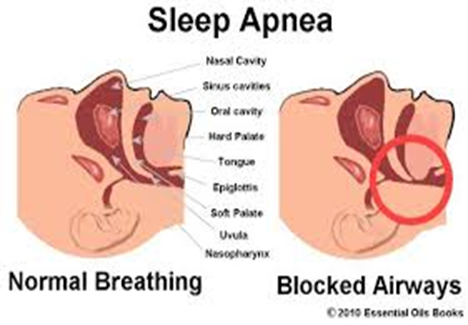 Sleep Apnea
Nasal Cavity
Sinus cavities
Oral cavity
Hard Palate
Tongue
Epiglottis
Soft Palate
Uvula
Nasopharynx
Normal Breathing
Blocked Airways
© 2010 Essential Oils Books